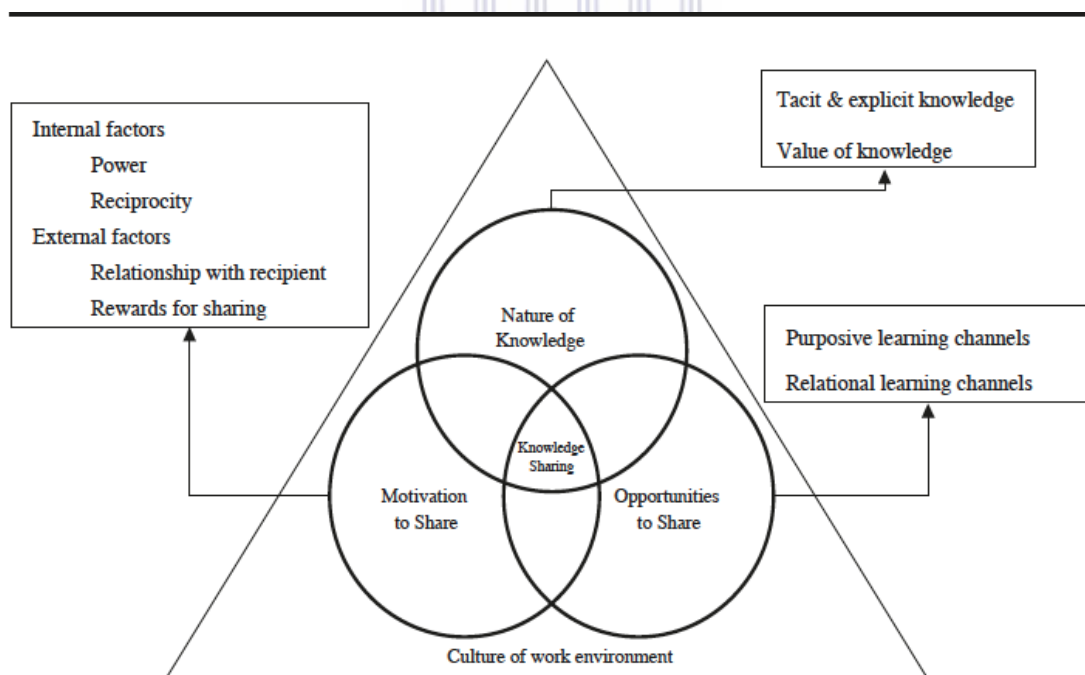 Internal factors
Power
Reciprocity
External factors
Relationship with recipient
Rewards for sharing
Tacit & explicit knowledge
Value of knowledge
Nature of
Knowledge
Purposive learning channels
Relational learning channels
Knowledge
Sharing
Motivation
to Share
Opportunities
to Share
Culture of work environment